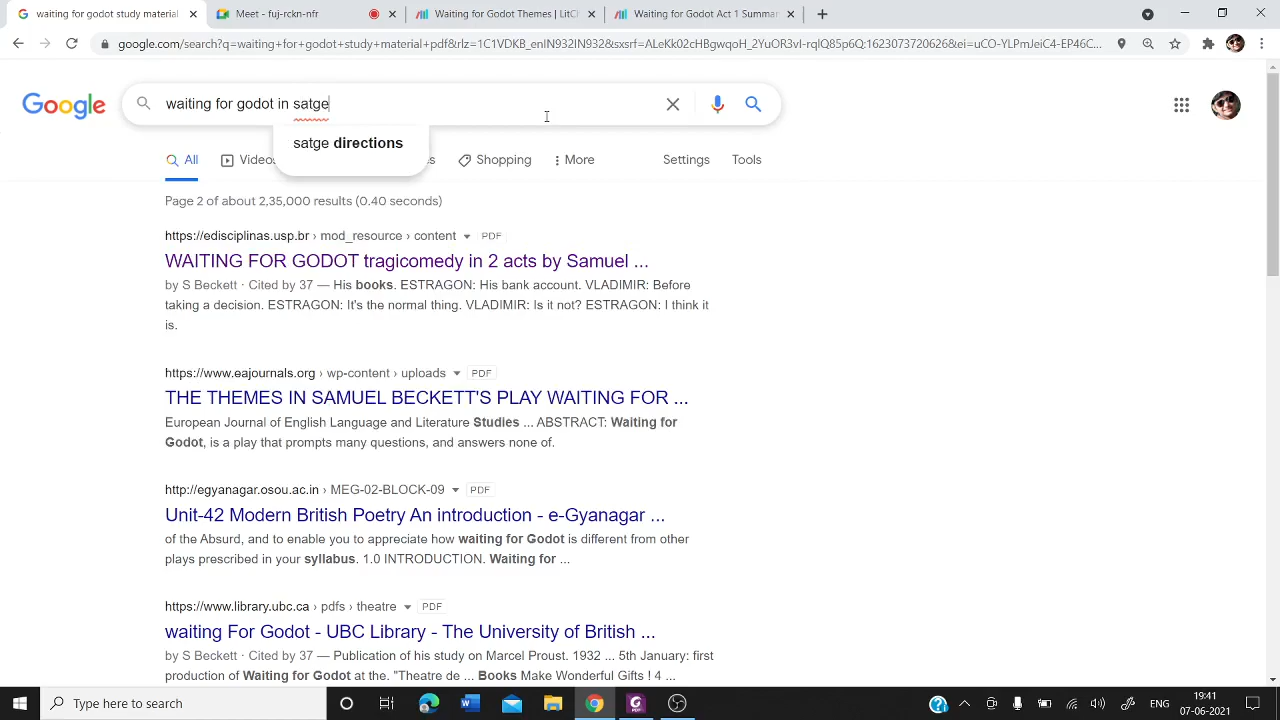 waiting for godot study material
Meet – fuj-rckn-nfr
Waiting for Godot Themes | LitCh
Waiting for Godot Act 1 Summar
google.com/search?q=waiting+for+godot+study+material+pdf&rlz=1C1VDKB_enIN932IN932&sxsrf=ALeKk02cHBgwqoH_2YuOR3vI-rqIQ85p6Q:1623073720626&ei=uCO-YLPmJeiC4-EP46C...
Google
waiting for godot in satge
satge directions
All
Videos
Shopping
More
Settings
Tools
Page 2 of about 2,35,000 results (0.40 seconds)
https://edisciplinas.usp.br › mod_resource › content PDF
WAITING FOR GODOT tragicomedy in 2 acts by Samuel ...
by S Beckett · Cited by 37 — His books. ESTRAGON: His bank account. VLADIMIR: Before
taking a decision. ESTRAGON: It's the normal thing. VLADIMIR: Is it not? ESTRAGON: I think it
is.
https://www.eajournals.org › wp-content › uploads PDF
THE THEMES IN SAMUEL BECKETT'S PLAY WAITING FOR ...
European Journal of English Language and Literature Studies ... ABSTRACT: Waiting for
Godot, is a play that prompts many questions, and answers none of.
http://egyanagar.osou.ac.in › MEG-02-BLOCK-09 PDF
Unit-42 Modern British Poetry An introduction - e-Gyanagar ...
of the Absurd, and to enable you to appreciate how waiting for Godot is different from other
plays prescribed in your syllabus. 1.0 INTRODUCTION. Waiting for ...
https://www.library.ubc.ca › pdfs › theatre PDF
waiting For Godot - UBC Library - The University of British ...
by S Beckett · Cited by 37 — Publication of his study on Marcel Proust. 1932 ... 5th January: first
production of Waiting for Godot at the. "Theatre de ... Books Make Wonderful Gifts ! 4 ...
Type here to search
ENG
19:41
07-06-2021